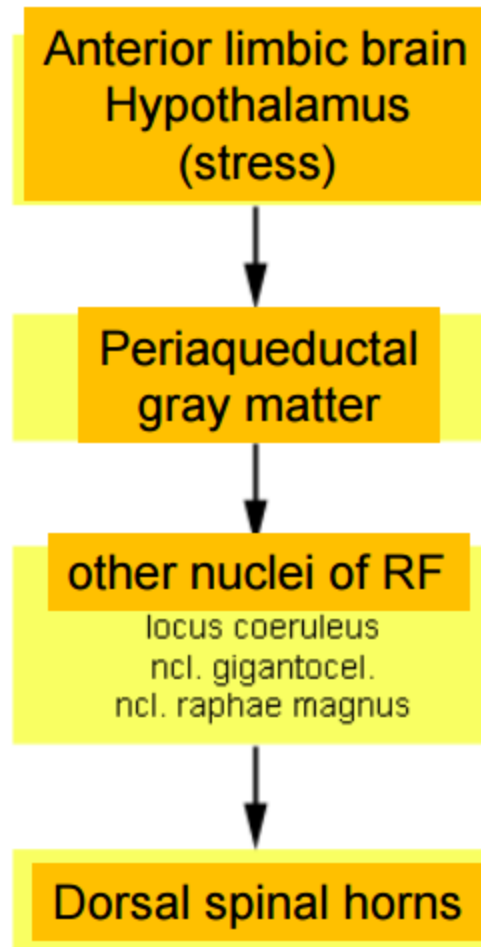 Anterior limbic brain
Hypothalamus
(stress)
Periaqueductal
gray matter
other nuclei of RF
locus coeruleus
ncl. gigantocel.
ncl. raphae magnus
Dorsal spinal horns